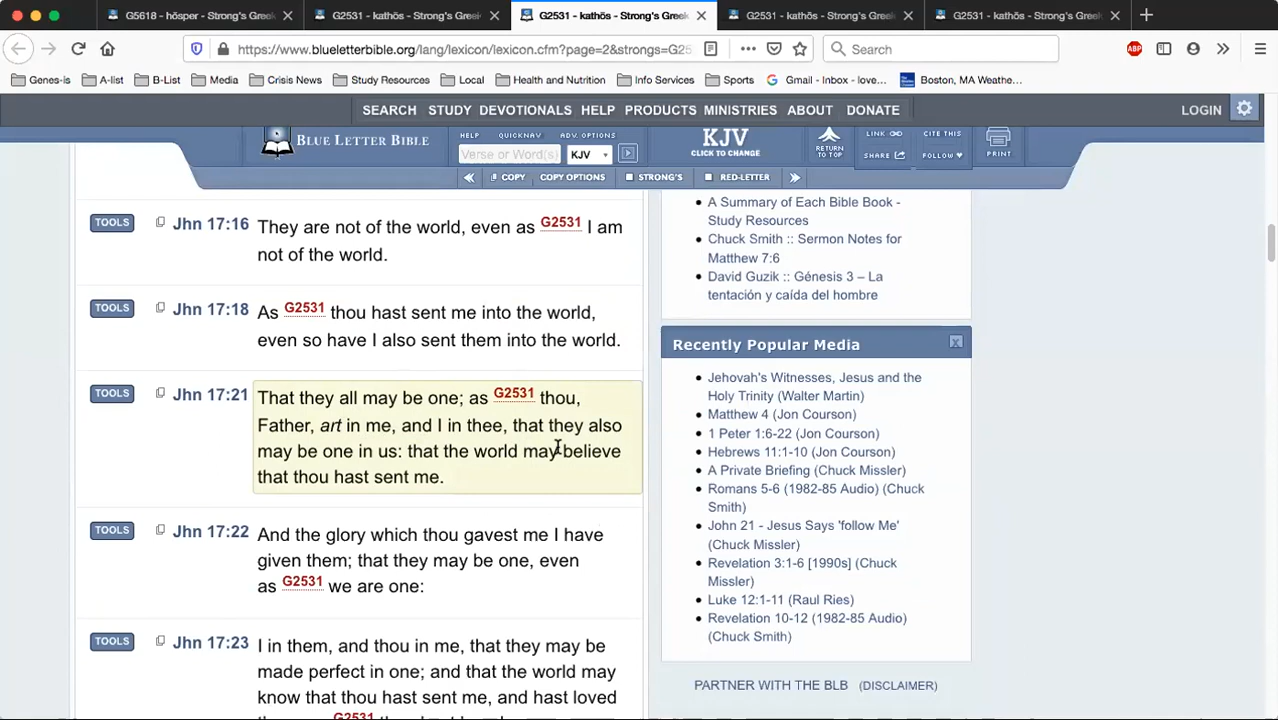 G5618 - hōsper - Strong's Greek
G2531 - kathōs - Strong's Greek
G2531 - kathōs - Strong's Greek
G2531 - kathōs - Strong's Greek
G2531 - kathōs - Strong's Greek
https://www.blueletterbible.org/lang/lexicon/lexicon.cfm?page=2&strongs=G25
Search
ABP
Genes-is
A-list
B-List
Media
Crisis News
Study Resources
Local
Health and Nutrition
Info Services
Sports
Gmail - Inbox - love...
Boston, MA Weathe...
SEARCH STUDY DEVOTIONALS HELP PRODUCTS MINISTRIES ABOUT DONATE
LOGIN
BLUE LETTER BIBLE
HELP QUICKNAV ADV. OPTIONS
Verse or Word(s)
KJV
KJV
CLICK TO CHANGE
RETURN
TO TOP
LINK
SHARE
CITE THIS
FOLLOW
PRINT
COPY COPY OPTIONS STRONG'S RED-LETTER
TOOLS Jhn 17:16 They are not of the world, even as G2531 I am
not of the world.
TOOLS Jhn 17:18 As G2531 thou hast sent me into the world,
even so have I also sent them into the world.
TOOLS Jhn 17:21 That they all may be one; as G2531 thou,
Father, art in me, and I in thee, that they also
may be one in us: that the world may believe
that thou hast sent me.
TOOLS Jhn 17:22 And the glory which thou gavest me I have
given them; that they may be one, even
as G2531 we are one:
TOOLS Jhn 17:23 I in them, and thou in me, that they may be
made perfect in one; and that the world may
know that thou hast sent me, and hast loved
G2531
A Summary of Each Bible Book -
Study Resources
Chuck Smith :: Sermon Notes for
Matthew 7:6
David Guzik :: Génesis 3 – La
tentación y caída del hombre
Recently Popular Media
Jehovah's Witnesses, Jesus and the
Holy Trinity (Walter Martin)
Matthew 4 (Jon Courson)
1 Peter 1:6-22 (Jon Courson)
Hebrews 11:1-10 (Jon Courson)
A Private Briefing (Chuck Missler)
Romans 5-6 (1982-85 Audio) (Chuck
Smith)
John 21 - Jesus Says 'follow Me'
(Chuck Missler)
Revelation 3:1-6 [1990s] (Chuck
Missler)
Luke 12:1-11 (Raul Ries)
Revelation 10-12 (1982-85 Audio)
(Chuck Smith)
PARTNER WITH THE BLB (DISCLAIMER)